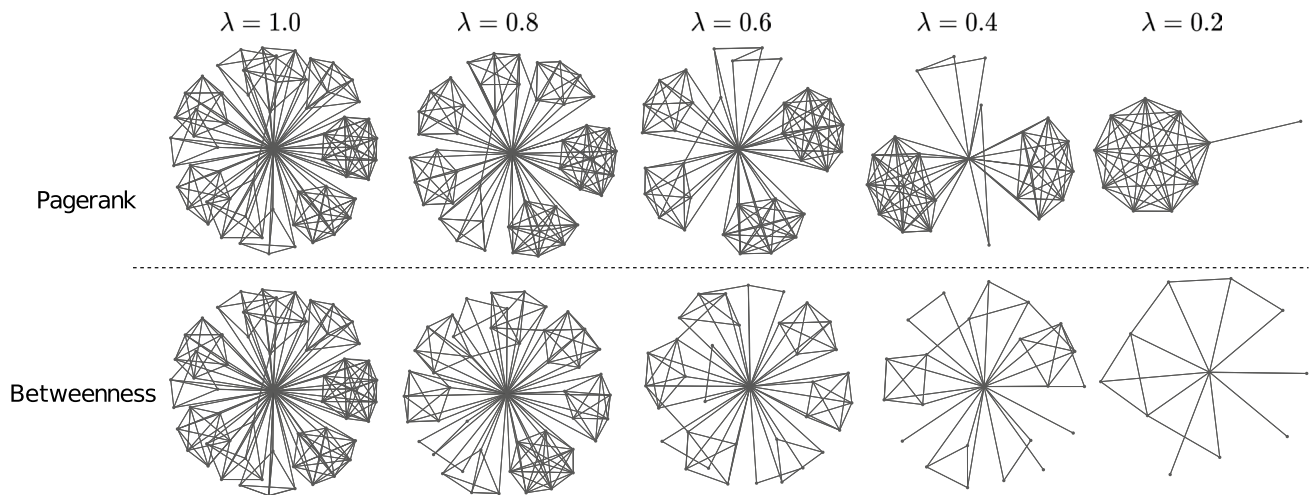 λ = 1.0 λ = 0.8 λ = 0.6 λ = 0.4 λ = 0.2
Pagerank
Betweenness